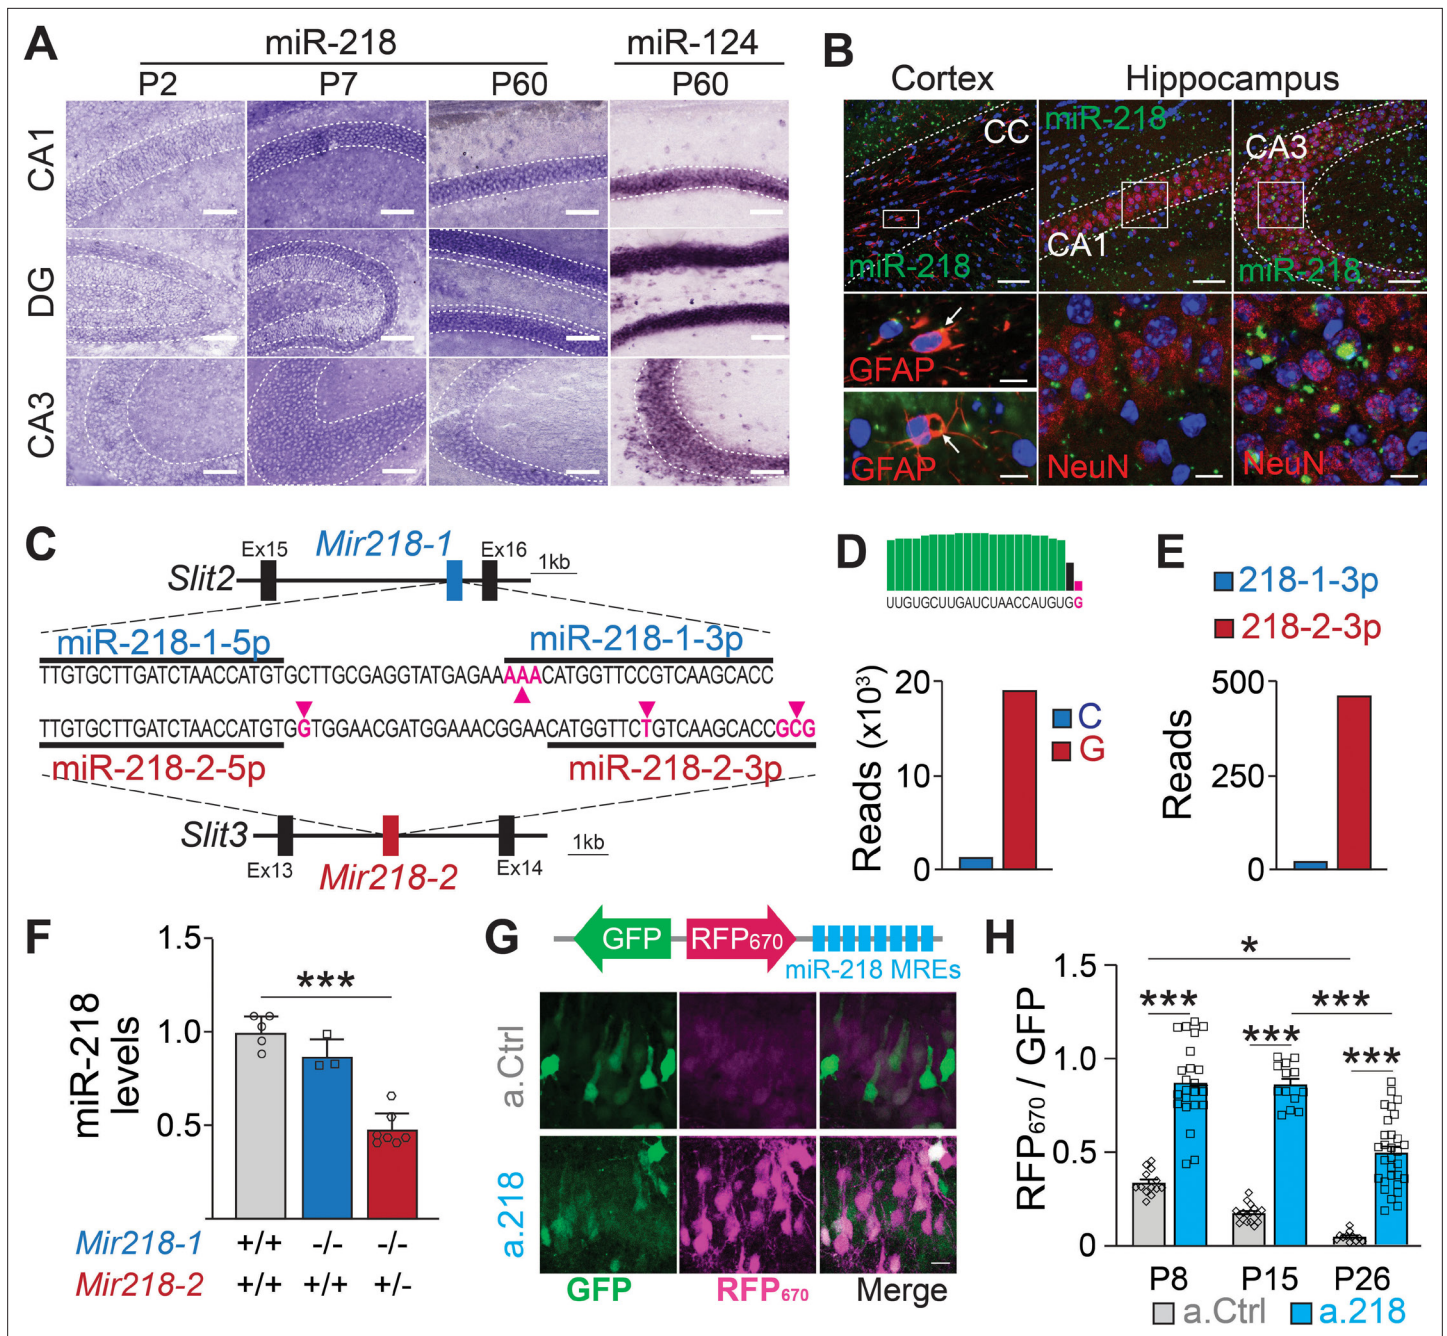 A
miR-218
miR-124
P2
P7
P60
P60
CA1
DG
CA3
B
Cortex
Hippocampus
CC
miR-218
miR-218
CA1
CA3
miR-218
GFAP
GFAP
NeuN
NeuN
C
Mir218-1
Ex15
Ex16
1kb
Slit2
miR-218-1-5p
miR-218-1-3p
TTGTGCTTGATCTAACCATGTGCTTGCGAGGTATGAGAAAAACATGGTTCCGTCAAGCACC
TTGTGCTTGATCTAACCATGTGGTGGAACGATGGAAACGGAACATGGTTCTGTCAAGCACCGCG
miR-218-2-5p
miR-218-2-3p
Slit3
Ex13
Ex14
Mir218-2
1kb
D
UUGUGCUUGAUCUAACCAUGUGG
Reads (x10³)
20
10
0
C
G
E
218-1-3p
218-2-3p
Reads
500
250
0
F
miR-218 levels
1.5
1.0
0.5
***
Mir218-1 +/+ -/- -/-
Mir218-2 +/+ +/+ +/-
G
GFP
RFP670
miR-218 MREs
a.Ctrl
a.218
GFP
RFP670
Merge
H
RFP670 / GFP
1.5
1.0
0.5
0
*
***
***
***
***
P8
P15
P26
a.Ctrl
a.218